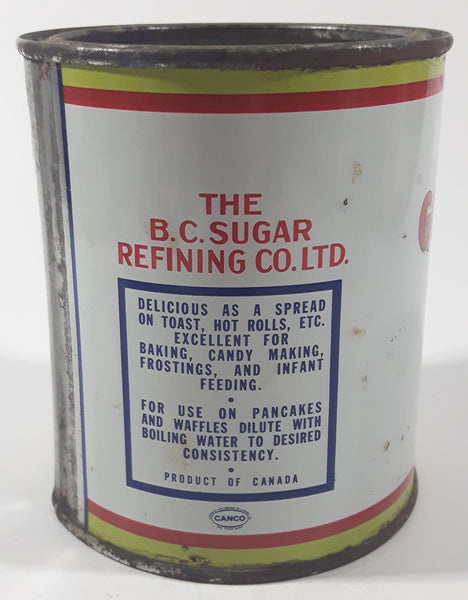 THE
B.C. SUGAR
REFINING CO. LTD.
DELICIOUS AS A SPREAD
ON TOAST, HOT ROLLS, ETC.
EXCELLENT FOR
BAKING, CANDY MAKING,
FROSTINGS, AND INFANT
FEEDING.
•
FOR USE ON PANCAKES
AND WAFFLES DILUTE WITH
BOILING WATER TO DESIRED
CONSISTENCY.
•
PRODUCT OF CANADA
CANCO